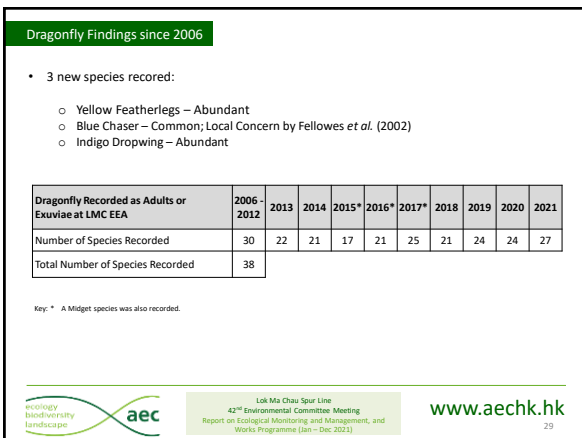 Dragonfly Findings since 2006
• 3 new species recored:
o Yellow Featherlegs – Abundant
o Blue Chaser – Common; Local Concern by Fellowes et al. (2002)
o Indigo Dropwing – Abundant
Dragonfly Recorded as Adults or Exuviae at LMC EEA 2006 - 2012 2013 2014 2015* 2016* 2017* 2018 2019 2020 2021
Number of Species Recorded 30 22 21 17 21 25 21 24 24 27
Total Number of Species Recorded 38
Key: * A Midget species was also recorded.
ecology
biodiversity
landscape
aec
Lok Ma Chau Spur Line
42nd Environmental Committee Meeting
Report on Ecological Monitoring and Management, and
Works Programme (Jan – Dec 2021)
www.aechk.hk
29